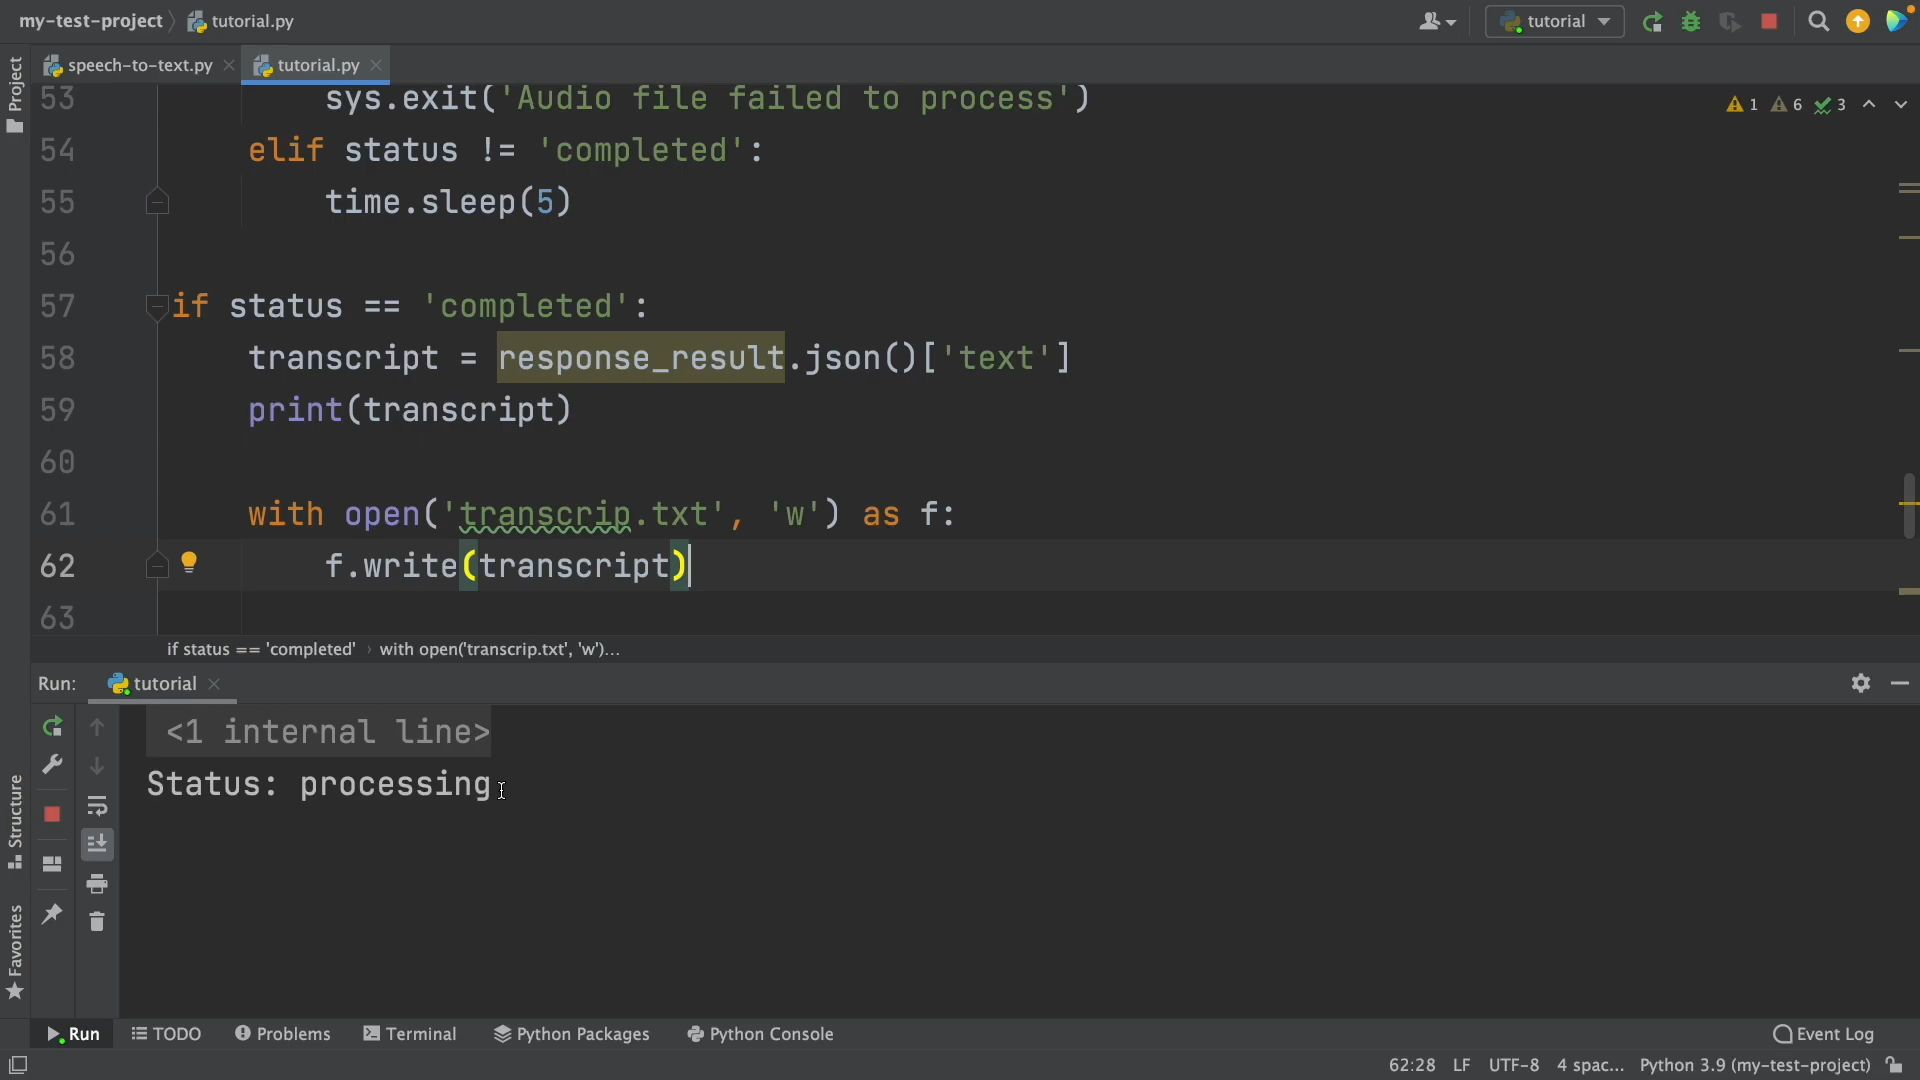 my-test-project tutorial.py tutorial
Project
speech-to-text.py tutorial.py
53 sys.exit('Audio file failed to process')
1 6 3
54 elif status != 'completed':
55 time.sleep(5)
56
57 if status == 'completed':
58 transcript = response_result.json()['text']
59 print(transcript)
60
61 with open('transcrip.txt', 'w') as f:
62 f.write(transcript)
63
if status == 'completed' › with open('transcrip.txt', 'w')...
Run: tutorial
<1 internal line>
Status: processing
Structure
Favorites
Run TODO Problems Terminal Python Packages Python Console Event Log
62:28 LF UTF-8 4 spac... Python 3.9 (my-test-project)